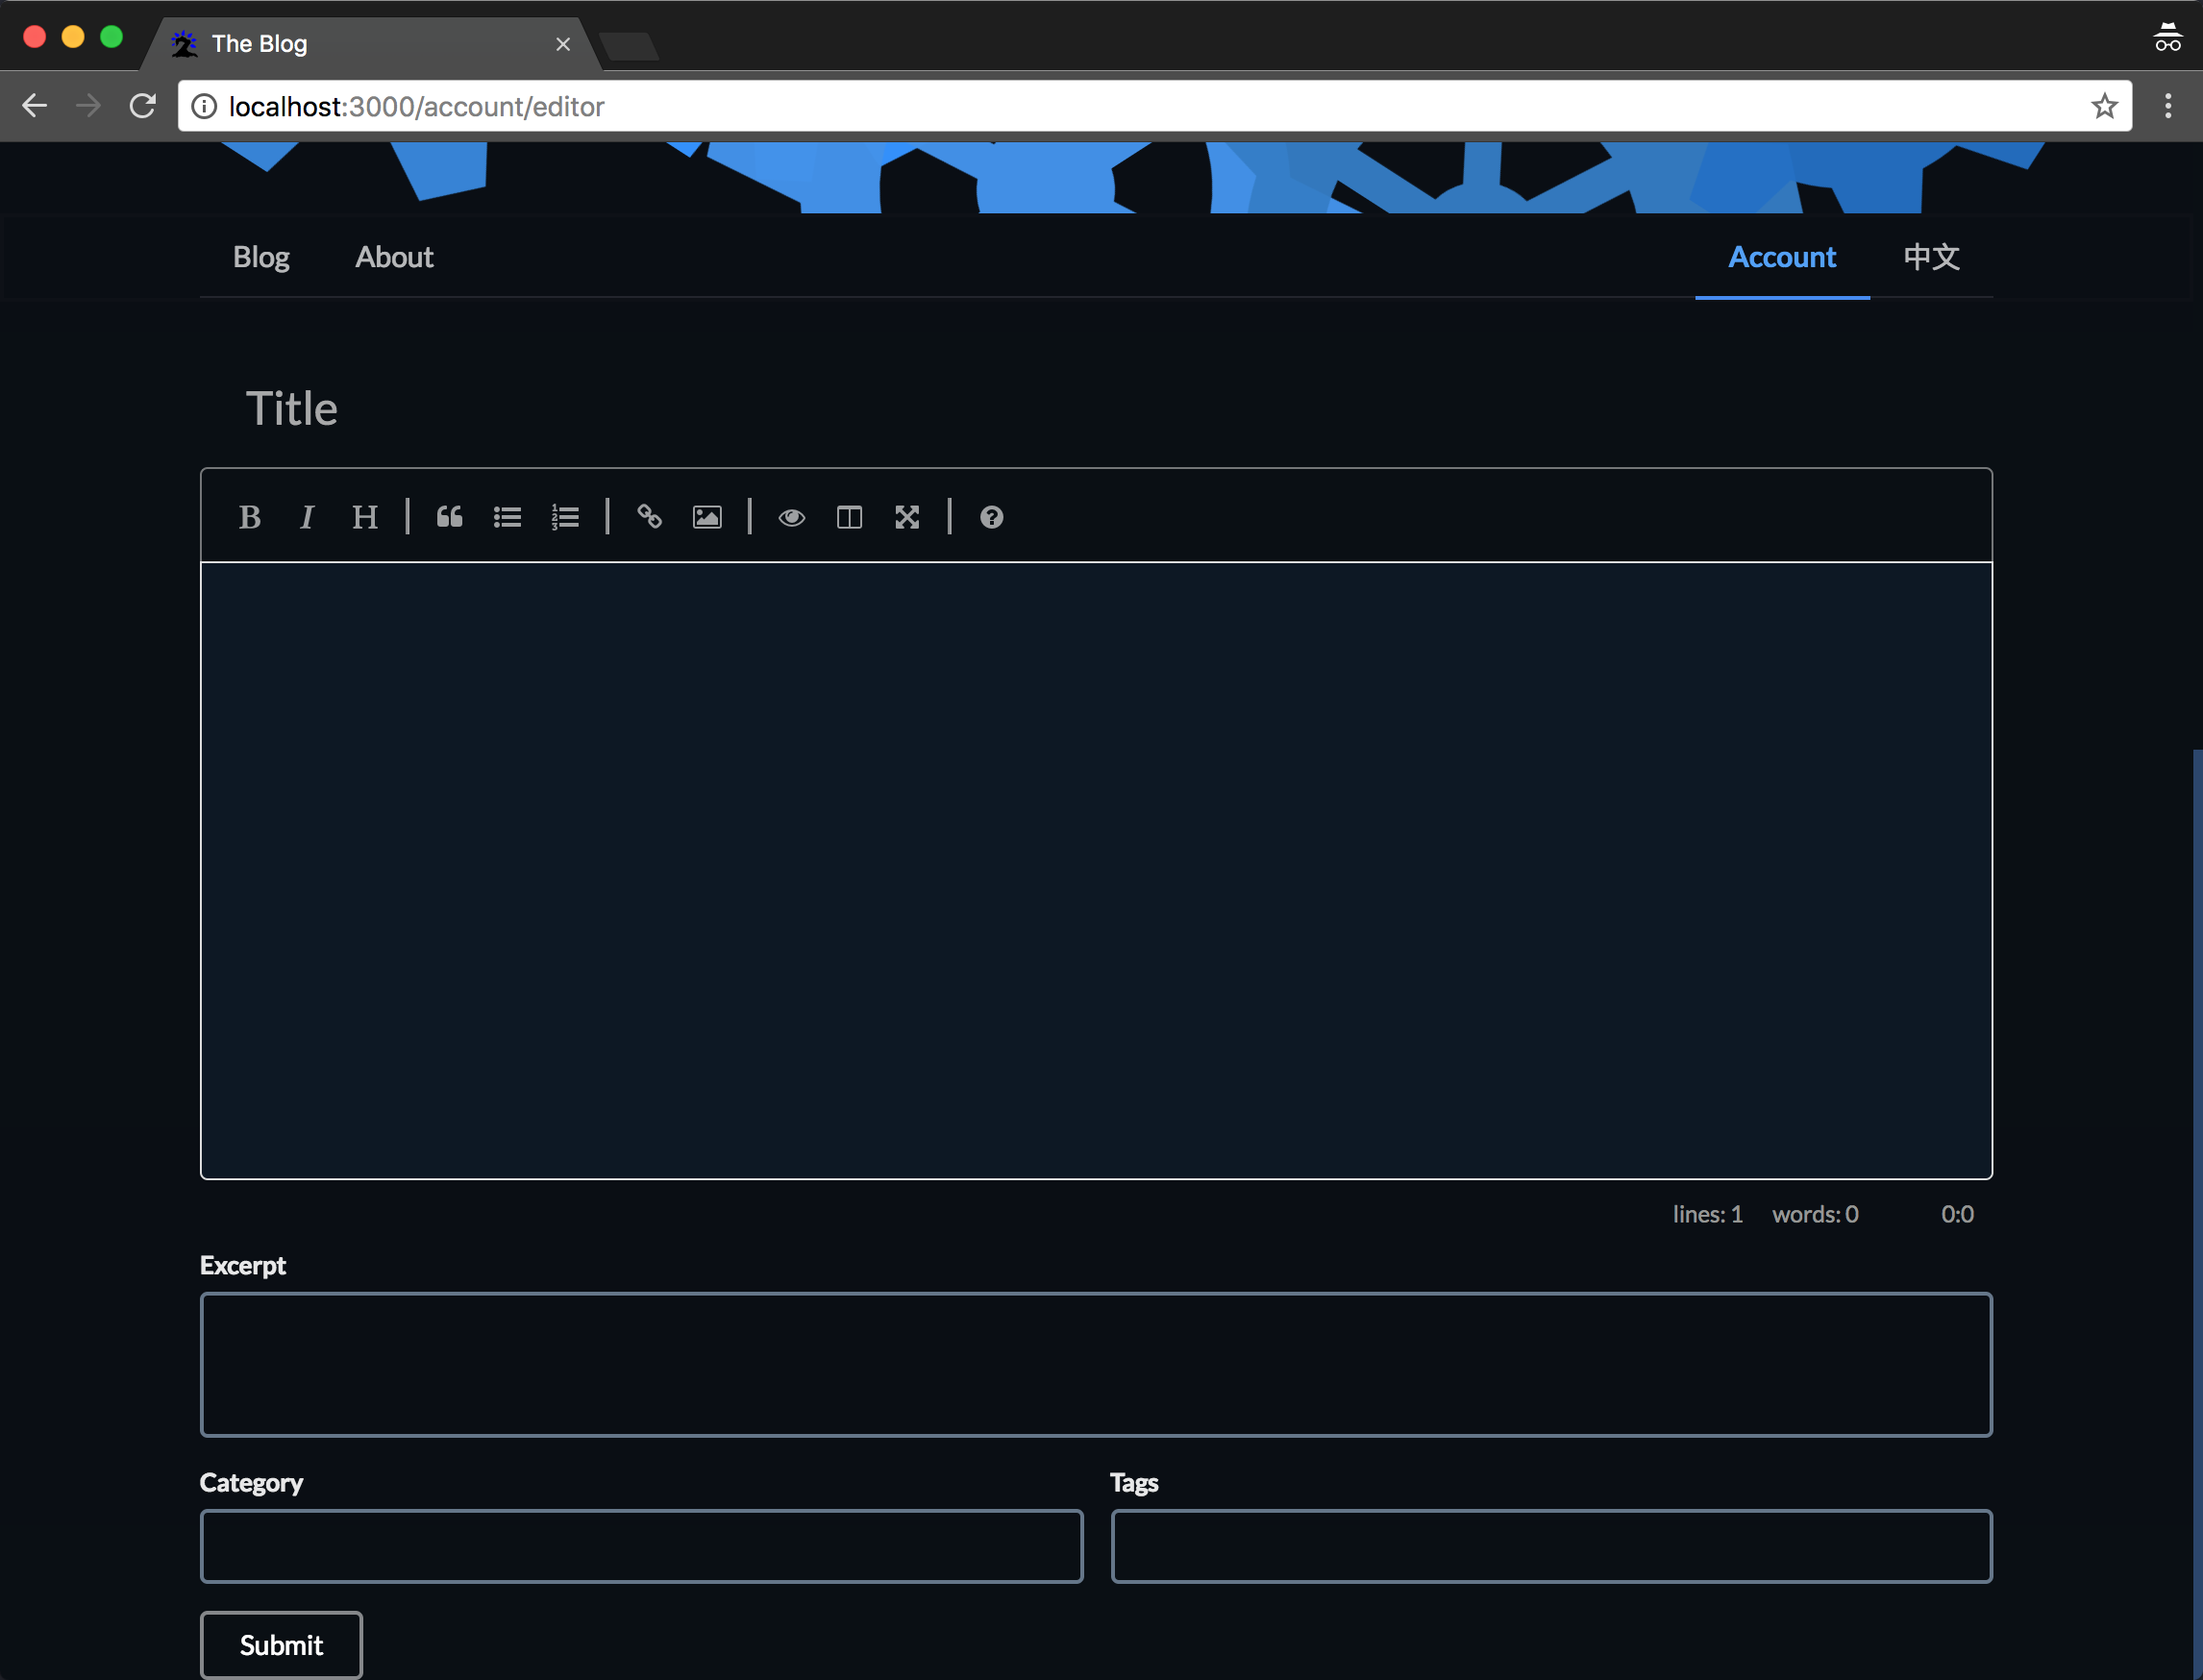 The Blog
localhost:3000/account/editor
Blog About Account 中文
Title
B I H
lines: 1 words: 0 0:0
Excerpt
Category Tags
Submit